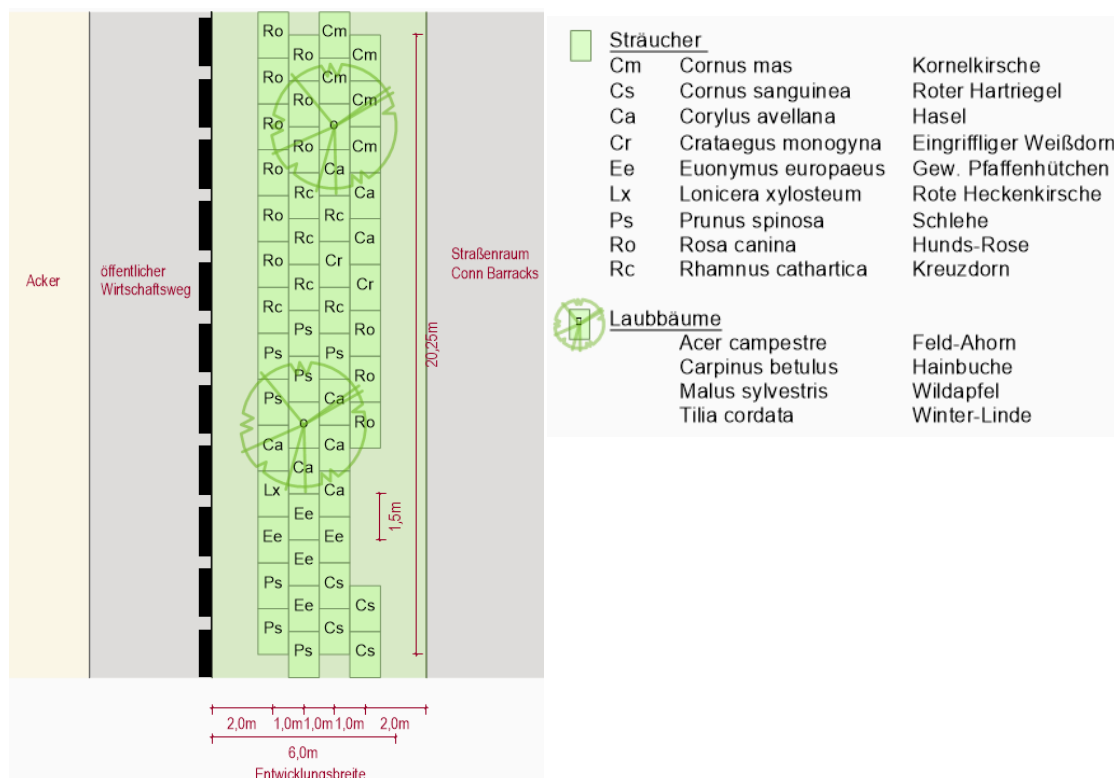 Ro Cm
Ro Cm
Ro Cm
Ro Cm
Ro o
Ro Cm
Ro Ca
Rc Ca
Ro Rc
Rc Ca
Ro Cr
Rc Cr
Rc Rc
Ps Ro
Ps Ps
Ps Ro
Ps Ca
o Ro
Ca Ca
Ca
Lx Ca
Ee
Ee Ee
Ee
Ps Cs
Ee Cs
Ps Cs
Ps Cs
Acker
öffentlicher
Wirtschaftsweg
Straßenraum
Conn Barracks
20,25m
1,5m
2,0m 1,0m 1,0m 1,0m 2,0m
6,0m
Entwicklungsbreite
Sträucher
Cm Cornus mas Kornelkirsche
Cs Cornus sanguinea Roter Hartriegel
Ca Corylus avellana Hasel
Cr Crataegus monogyna Eingriffliger Weißdorn
Ee Euonymus europaeus Gew. Pfaffenhütchen
Lx Lonicera xylosteum Rote Heckenkirsche
Ps Prunus spinosa Schlehe
Ro Rosa canina Hunds-Rose
Rc Rhamnus cathartica Kreuzdorn
Laubbäume
Acer campestre Feld-Ahorn
Carpinus betulus Hainbuche
Malus sylvestris Wildapfel
Tilia cordata Winter-Linde